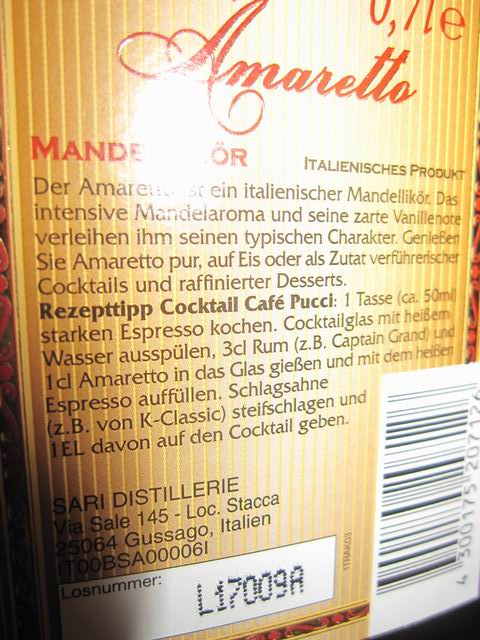 0,7l e
Amaretto
MANDE ÖR
ITALIENISCHES PRODUKT
Der Amaretto ist ein italienischer Mandellikör. Das
intensive Mandelaroma und seine zarte Vanillenote
verleihen ihm seinen typischen Charakter. Genießen
Sie Amaretto pur, auf Eis oder als Zutat verführerischer
Cocktails und raffinierter Desserts.
Rezepttipp Cocktail Café Pucci: 1 Tasse (ca. 50ml)
starken Espresso kochen. Cocktailglas mit heißem
Wasser ausspülen, 3cl Rum (z.B. Captain Grand) und
1cl Amaretto in das Glas gießen und mit dem heißen
Espresso auffüllen. Schlagsahne
(z.B. von K-Classic) steifschlagen und
1EL davon auf den Cocktail geben.
SARI DISTILLERIE
Via Sale 145 - Loc. Stacca
25064 Gussago, Italien
IT00BSA00006I
Losnummer:
L17009A
1TRAK03
4 300175 207126